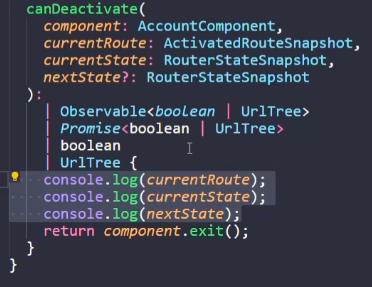 canDeactivate(
component: AccountComponent,
currentRoute: ActivatedRouteSnapshot,
currentState: RouterStateSnapshot,
nextState?: RouterStateSnapshot
):
| Observable<boolean | UrlTree>
| Promise<boolean | UrlTree>
| boolean
| UrlTree {
console.log(currentRoute);
console.log(currentState);
console.log(nextState);
return component.exit();
}
}